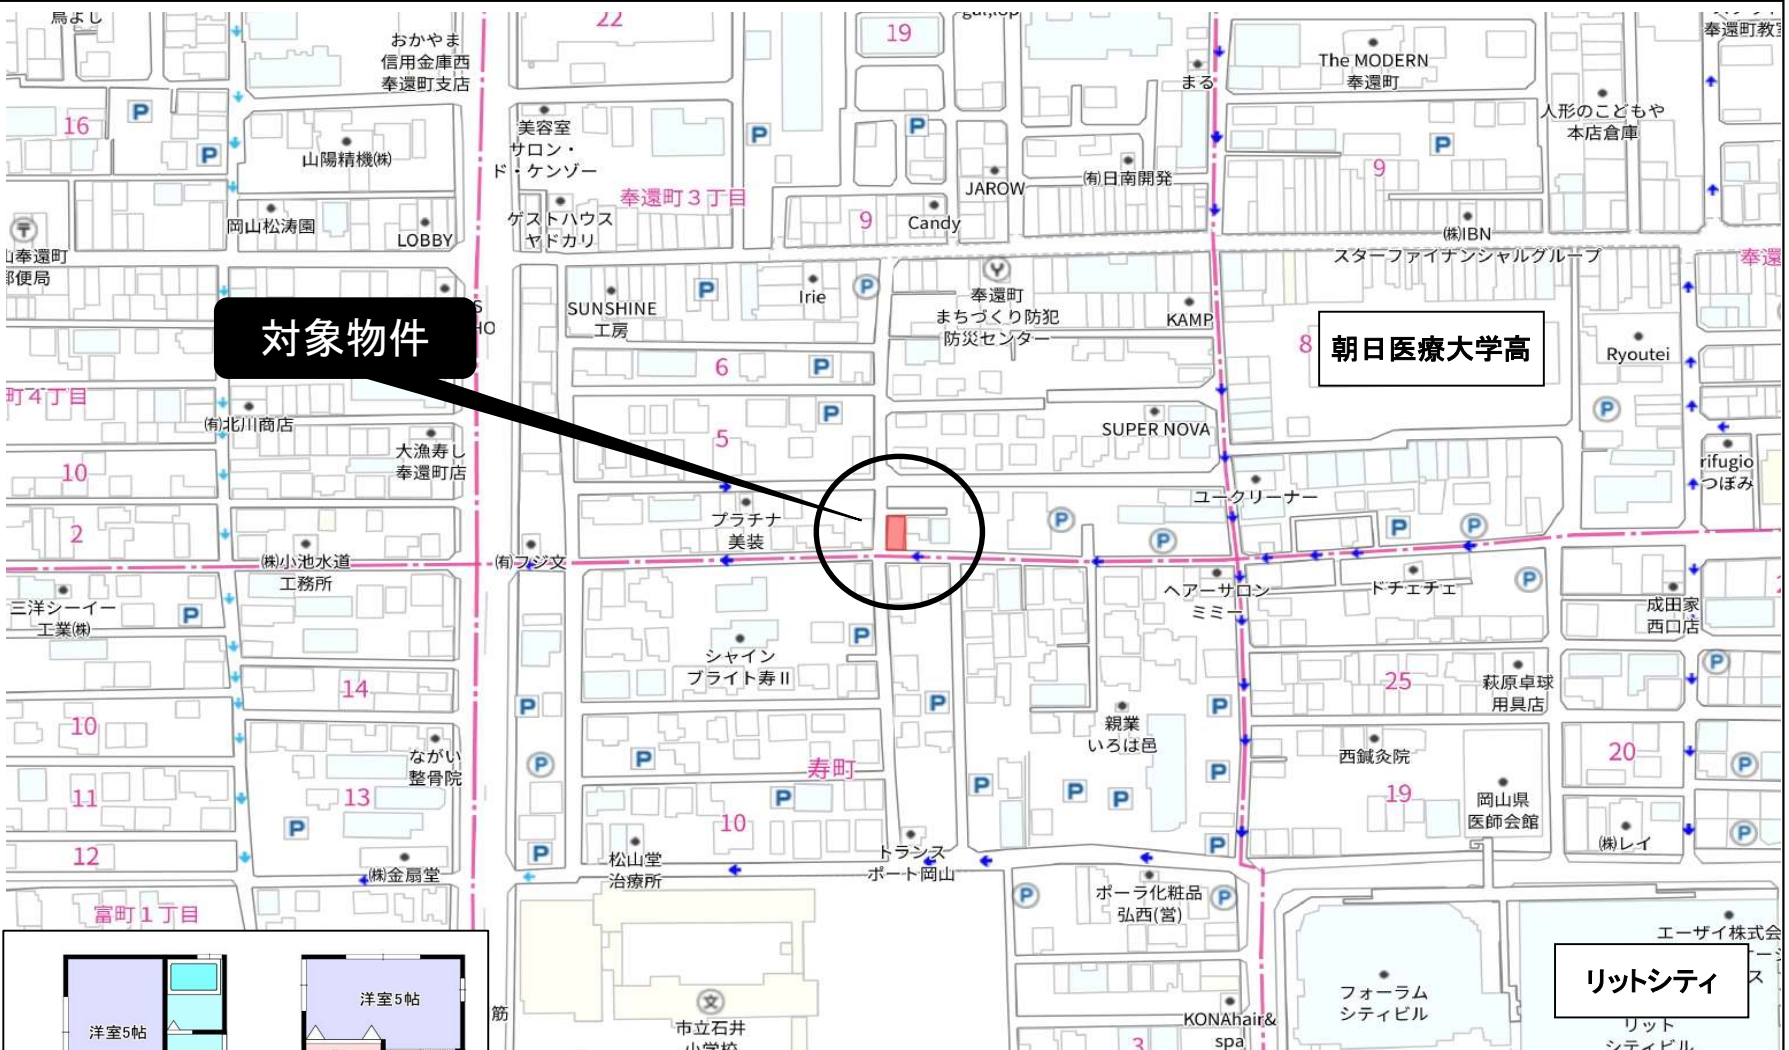 鳥よし
22
19
奉還町教室
おかやま
信用金庫西
奉還町支店
The MODERN
奉還町
まる
人形のこどもや
本店倉庫
16
P
P
山陽精機㈱
美容室
サロン・
ド・ケンゾー
P
P
P
9
JAROW
㈲日南開発
奉還町3丁目
岡山松涛園
LOBBY
ゲストハウス
ヤドカリ
9
Candy
㈱IBN
スターファイナンシャルグループ
山奉還町
郵便局
奉還
SUNSHINE
工房
P
Irie
P
奉還町
まちづくり防犯
防災センター
KAMP
対象物件
8
朝日医療大学高
Ryoutei
6
P
町4丁目
㈲北川商店
5
P
SUPER NOVA
P
大漁寿し
奉還町店
10
rifugio
つぼみ
ユークリーナー
2
プラチナ
美装
P
P
P
P
㈱小池水道
工務所
㈲フジ文
三洋シーイー
工業㈱
P
ヘアーサロン
ミミー
ドチェチェ
P
成田家
西口店
シャイン
ブライト寿Ⅱ
P
P
14
25
萩原卓球
用具店
10
P
P
P
親業
いろは邑
ながい
整骨院
P
P
寿町
西鍼灸院
20
P
11
13
P
P
P
P
P
19
岡山県
医師会館
10
P
12
P
松山堂
治療所
トランス
ポート岡山
P
㈱レイ
P
㈱金扇堂
富町1丁目
P
ポーラ化粧品
弘西(営)
P
エーザイ株式会
リットシティ
洋室5帖
洋室5帖
筋
文
市立石井
小学校
KONAhair&
spa
3
フォーラム
シティビル
リット
シティビル